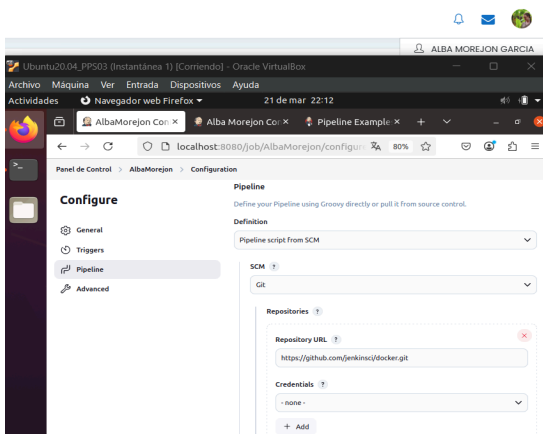 ALBA MOREJON GARCIA
Ubuntu20.04_PPS03 (Instantánea 1) [Corriendo] - Oracle VirtualBox
Archivo Máquina Ver Entrada Dispositivos Ayuda
Actividades Navegador web Firefox 21 de mar 22:12
AlbaMorejon Con Alba Morejon Con Pipeline Example
localhost:8080/job/AlbaMorejon/configur 80%
Panel de Control > AlbaMorejon > Configuration
Configure
General
Triggers
Pipeline
Advanced
Pipeline
Define your Pipeline using Groovy directly or pull it from source control.
Definition
Pipeline script from SCM
SCM ?
Git
Repositories ?
Repository URL ?
https://github.com/jenkinsci/docker.git
Credentials ?
- none -
+ Add